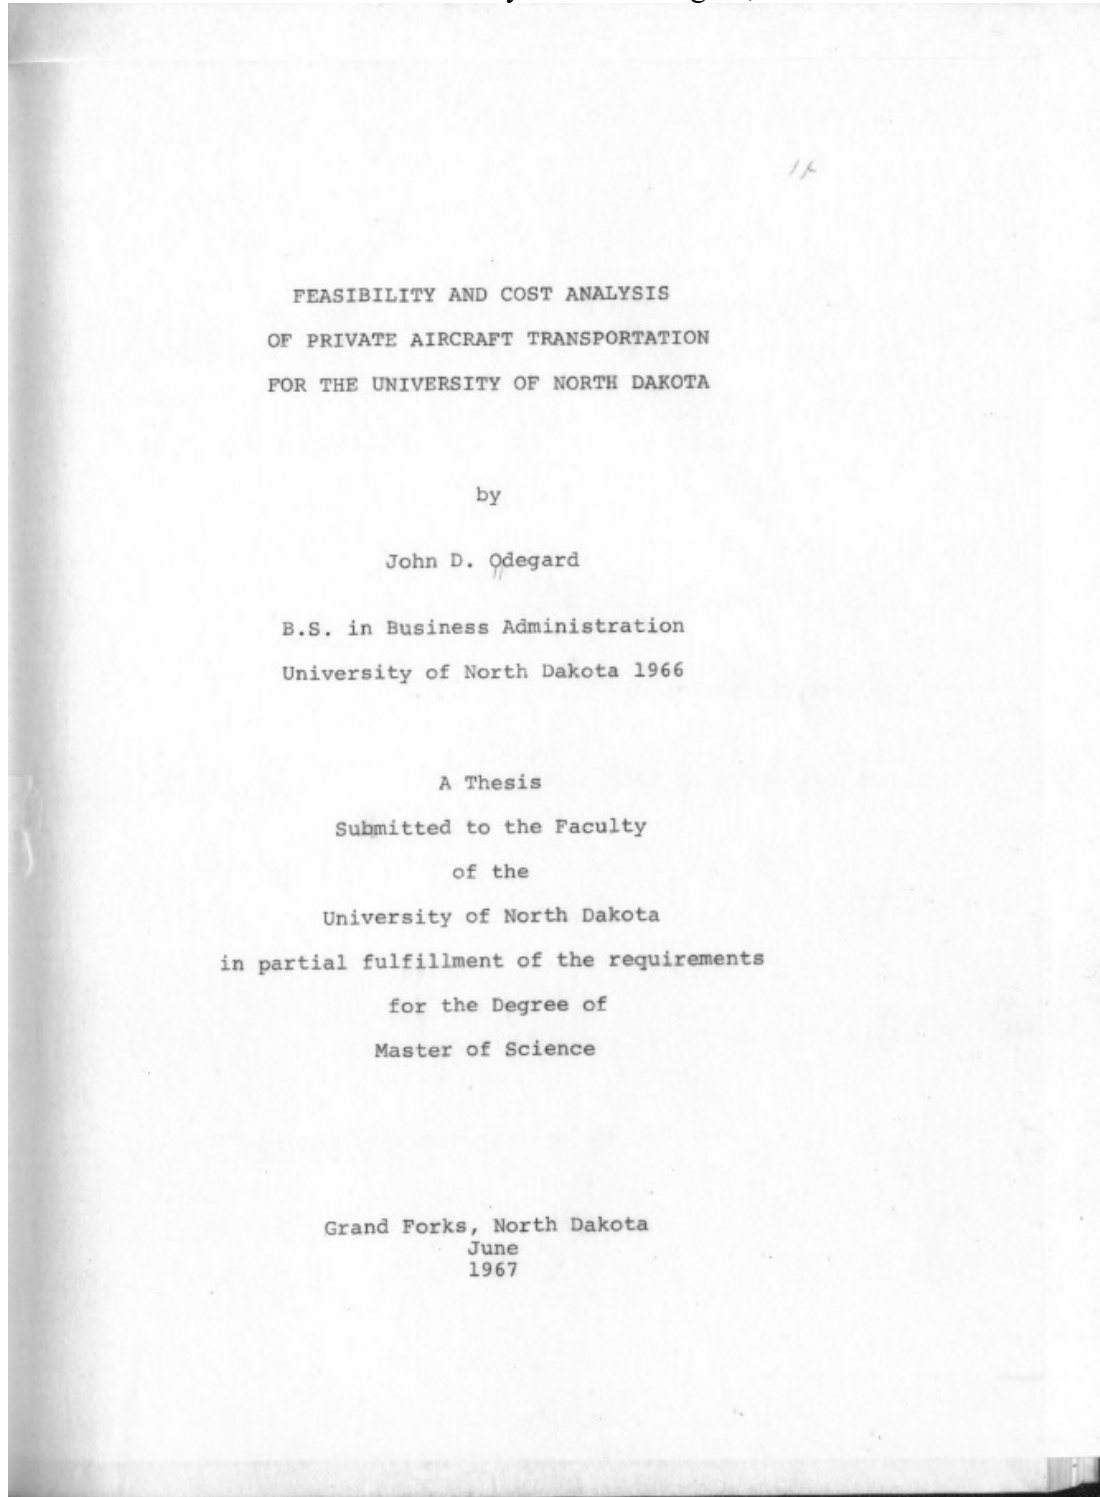 FEASIBILITY AND COST ANALYSIS
OF PRIVATE AIRCRAFT TRANSPORTATION
FOR THE UNIVERSITY OF NORTH DAKOTA
by
John D. Odegard
B.S. in Business Administration
University of North Dakota 1966
A Thesis
Submitted to the Faculty
of the
University of North Dakota
in partial fulfillment of the requirements
for the Degree of
Master of Science
Grand Forks, North Dakota
June
1967